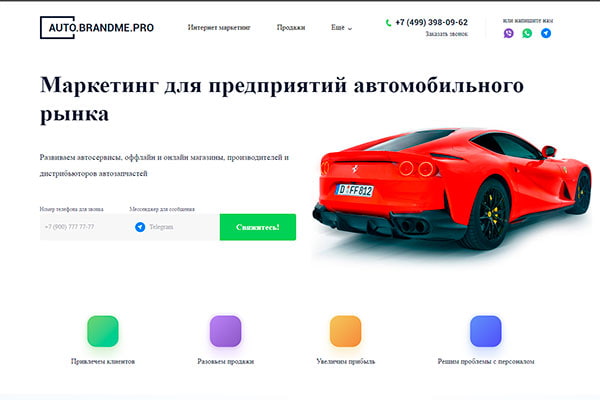 AUTO.BRANDME.PRO
Интернет маркетинг
Продажи
Еще
+7 (499) 398-09-62
Заказать звонок
или напишите нам
Маркетинг для предприятий автомобильного
рынка
Развиваем автосервисы, оффлайн и онлайн магазины, производителей и
дистрибьюторов автозапчастей
Номер телефона для звонка
Мессенджер для сообщения
+7 (900) 777 77-77
Telegram
Свяжитесь!
D FF 812
Привлечем клиентов
Разовьем продажи
Увеличим прибыль
Решим проблемы с персоналом